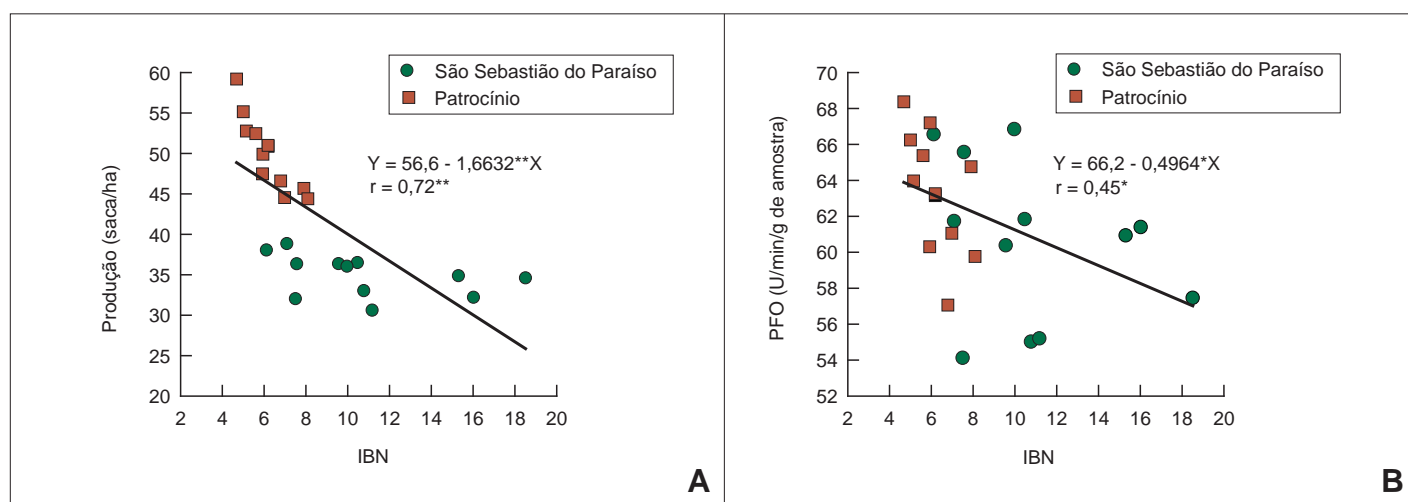 São Sebastião do Paraíso
Patrocínio
60
55
50
45
40
35
30
25
20
Produção (saca/ha)
Y = 56,6 - 1,6632**X
r = 0,72**
2 4 6 8 10 12 14 16 18 20
IBN
A
São Sebastião do Paraíso
Patrocínio
70
68
66
64
62
60
58
56
54
52
PFO (U/min/g de amostra)
Y = 66,2 - 0,4964*X
r = 0,45*
2 4 6 8 10 12 14 16 18 20
IBN
B